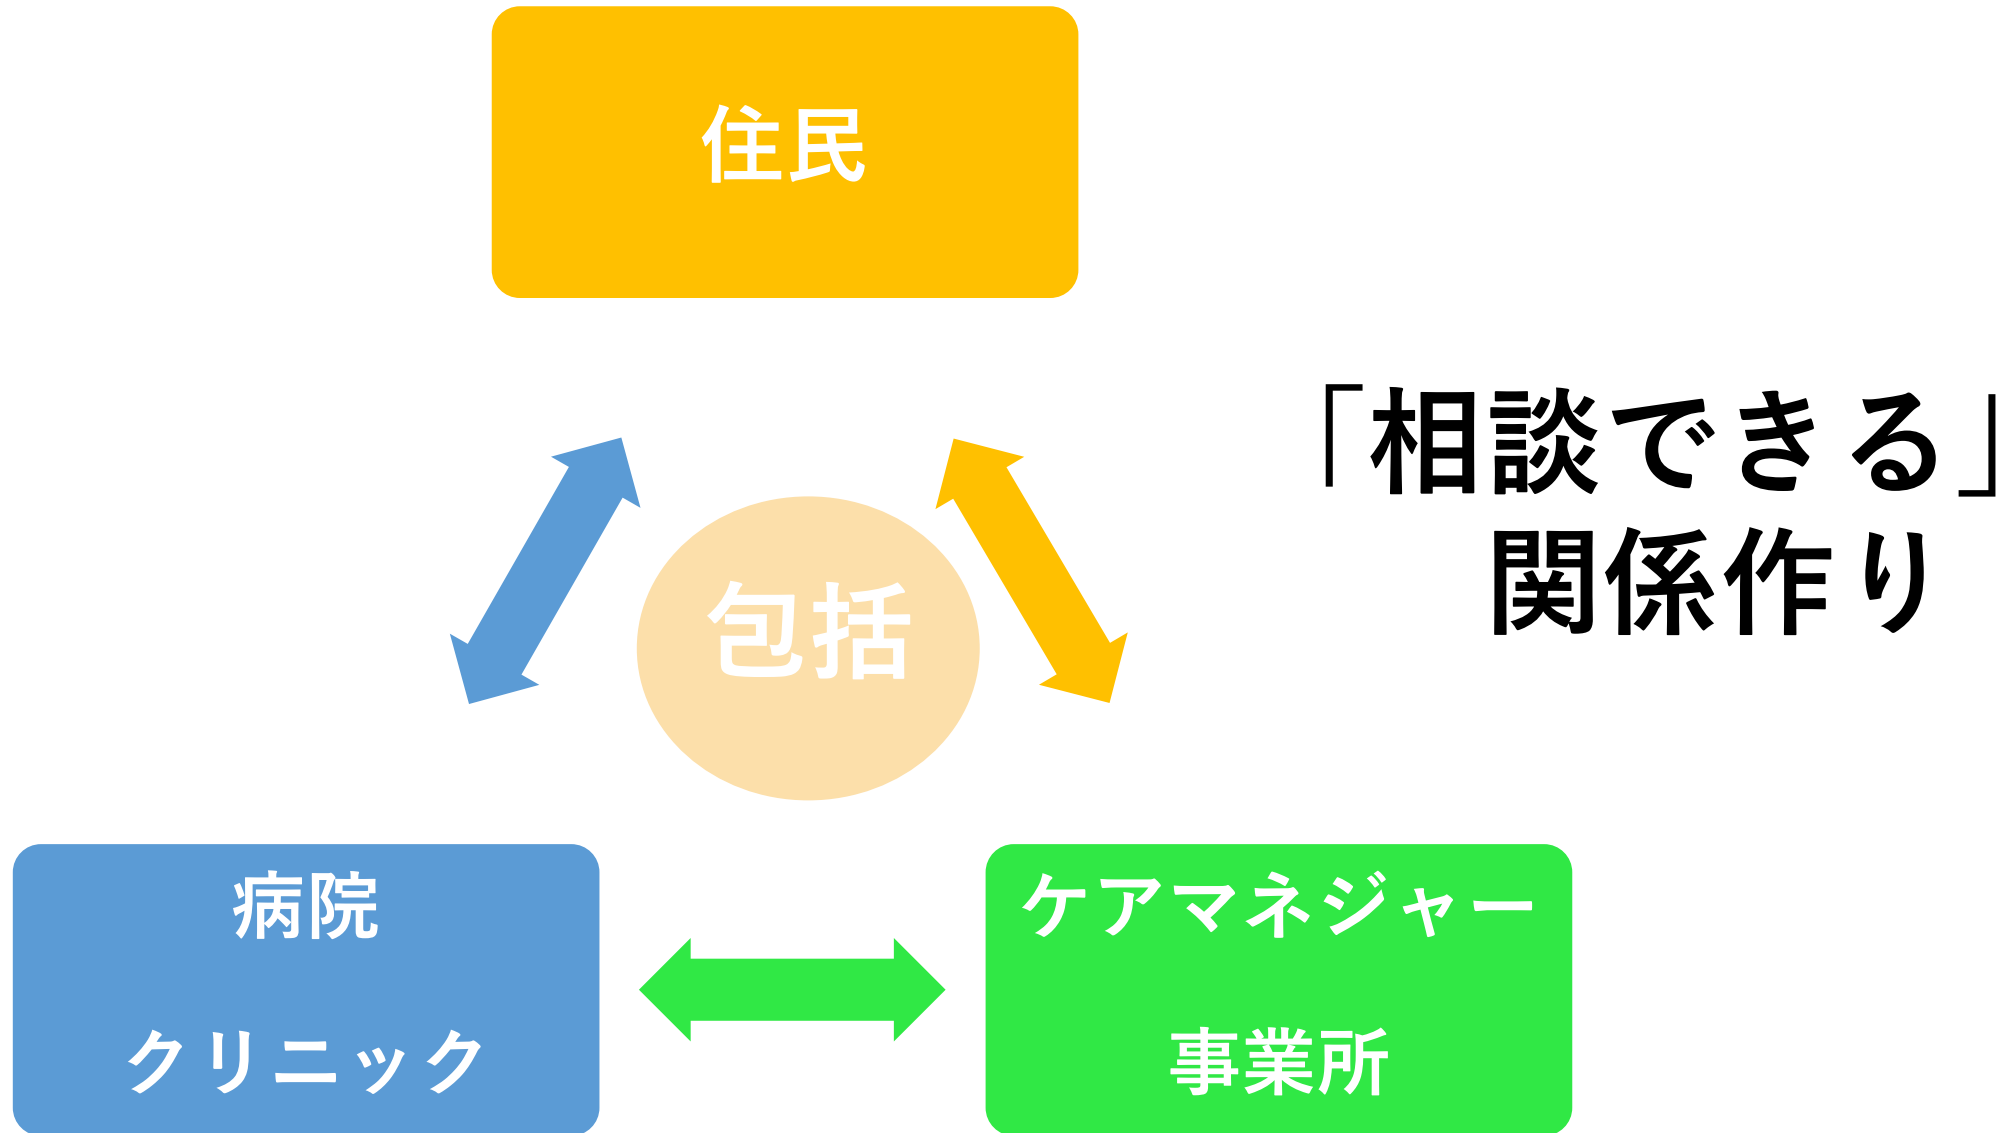 住民
「相談できる」
関係作り
包括
病院
クリニック
ケアマネジャー
事業所